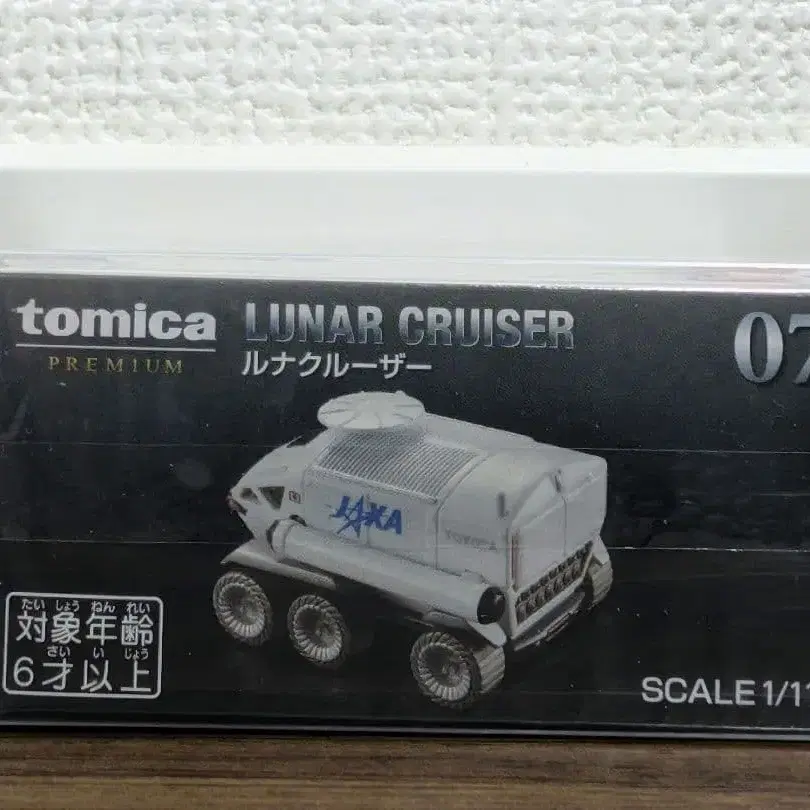 tomica
PREMIUM
LUNAR CRUISER
ルナクルーザー
07
JAXA
TOYOTA
たい しょう ねん れい
対象年齢
さい い じょう
6才以上
SCALE 1/11